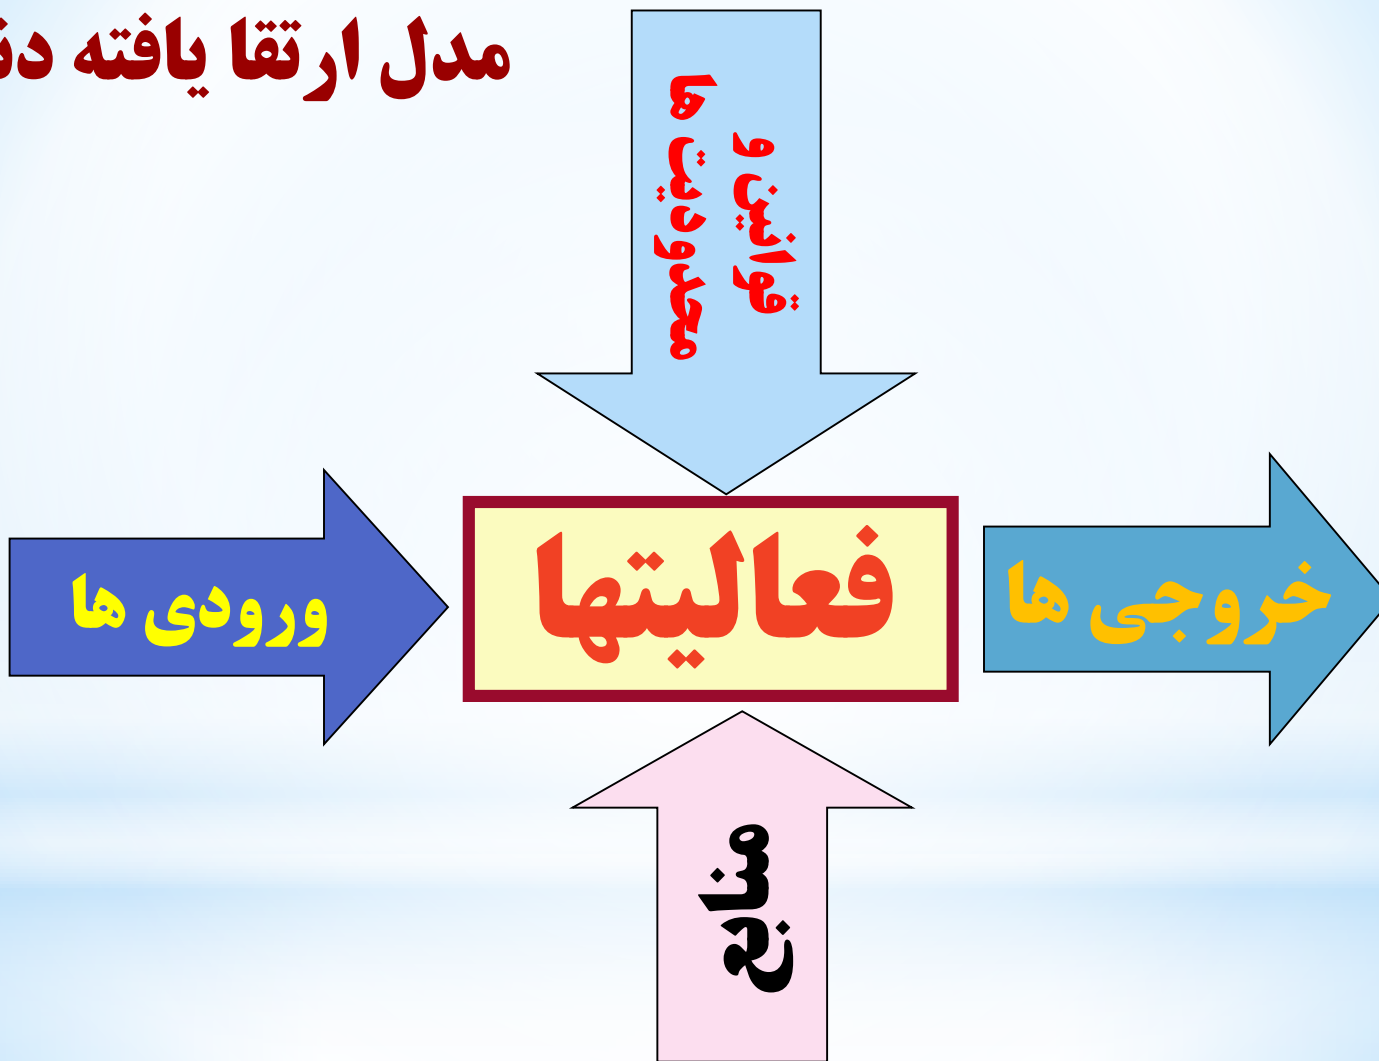 مدل ارتقا یافته
قوانین و
محدودیت ها
ورودی ها
فعالیتها
خروجی ها
منابع